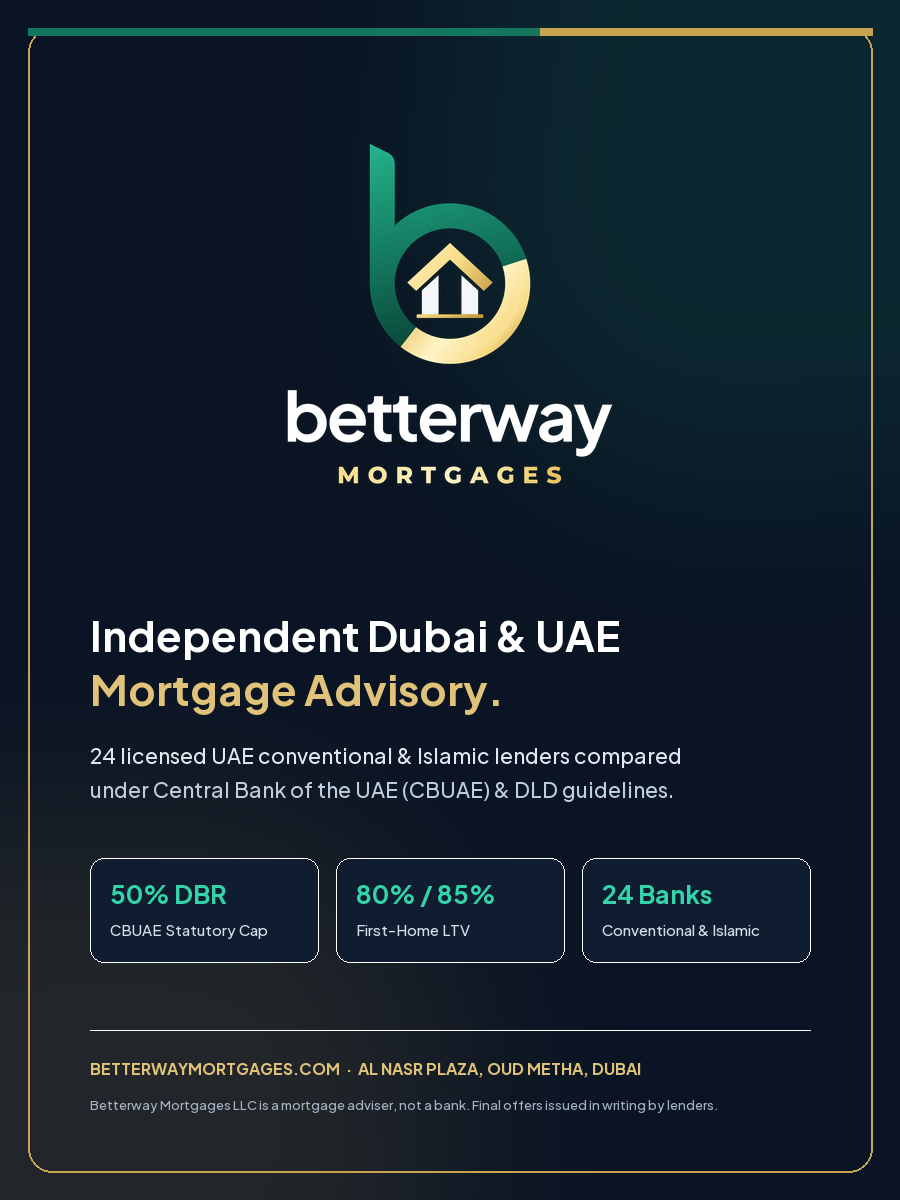 betterway
MORTGAGES
Independent Dubai & UAE
Mortgage Advisory.
24 licensed UAE conventional & Islamic lenders compared
under Central Bank of the UAE (CBUAE) & DLD guidelines.
50% DBR
CBUAE Statutory Cap
80% / 85%
First-Home LTV
24 Banks
Conventional & Islamic
BETTERWAYMORTGAGES.COM · AL NASR PLAZA, OUD METHA, DUBAI
Betterway Mortgages LLC is a mortgage adviser, not a bank. Final offers issued in writing by lenders.